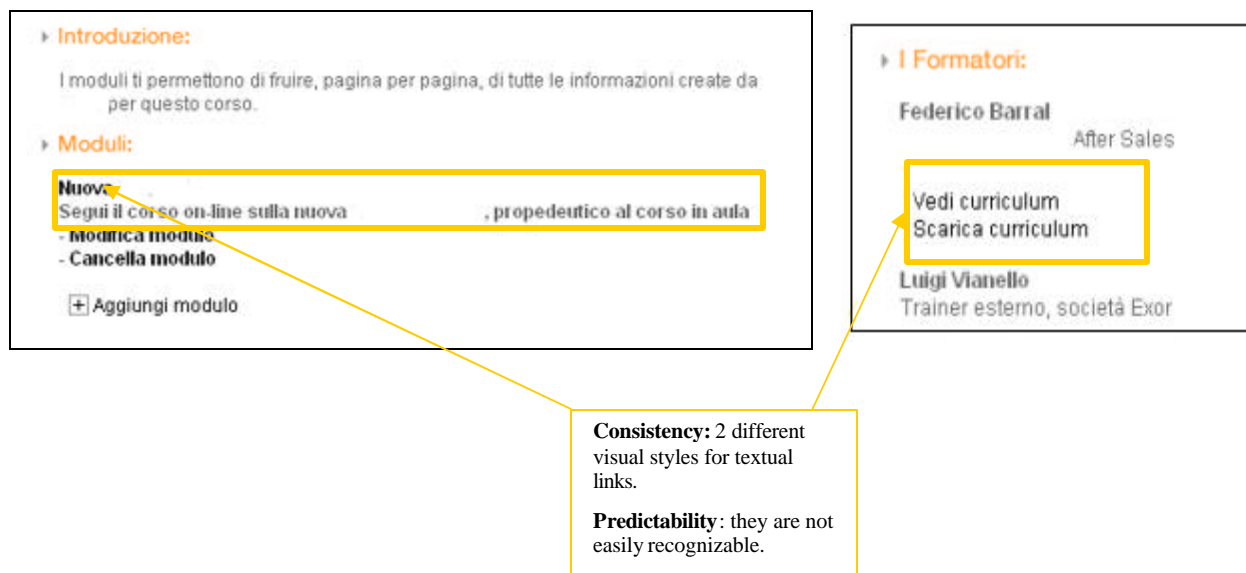 Introduzione:
I moduli ti permettono di fruire, pagina per pagina, di tutte le informazioni create da
per questo corso.
Moduli:
Nuova
Segui il corso on-line sulla nuova , propedeutico al corso in aula
- Modifica modulo
- Cancella modulo
+ Aggiungi modulo
I Formatori:
Federico Barral
After Sales
Vedi curriculum
Scarica curriculum
Luigi Vianello
Trainer esterno, società Exor
Consistency: 2 different
visual styles for textual
links.
Predictability: they are not
easily recognizable.